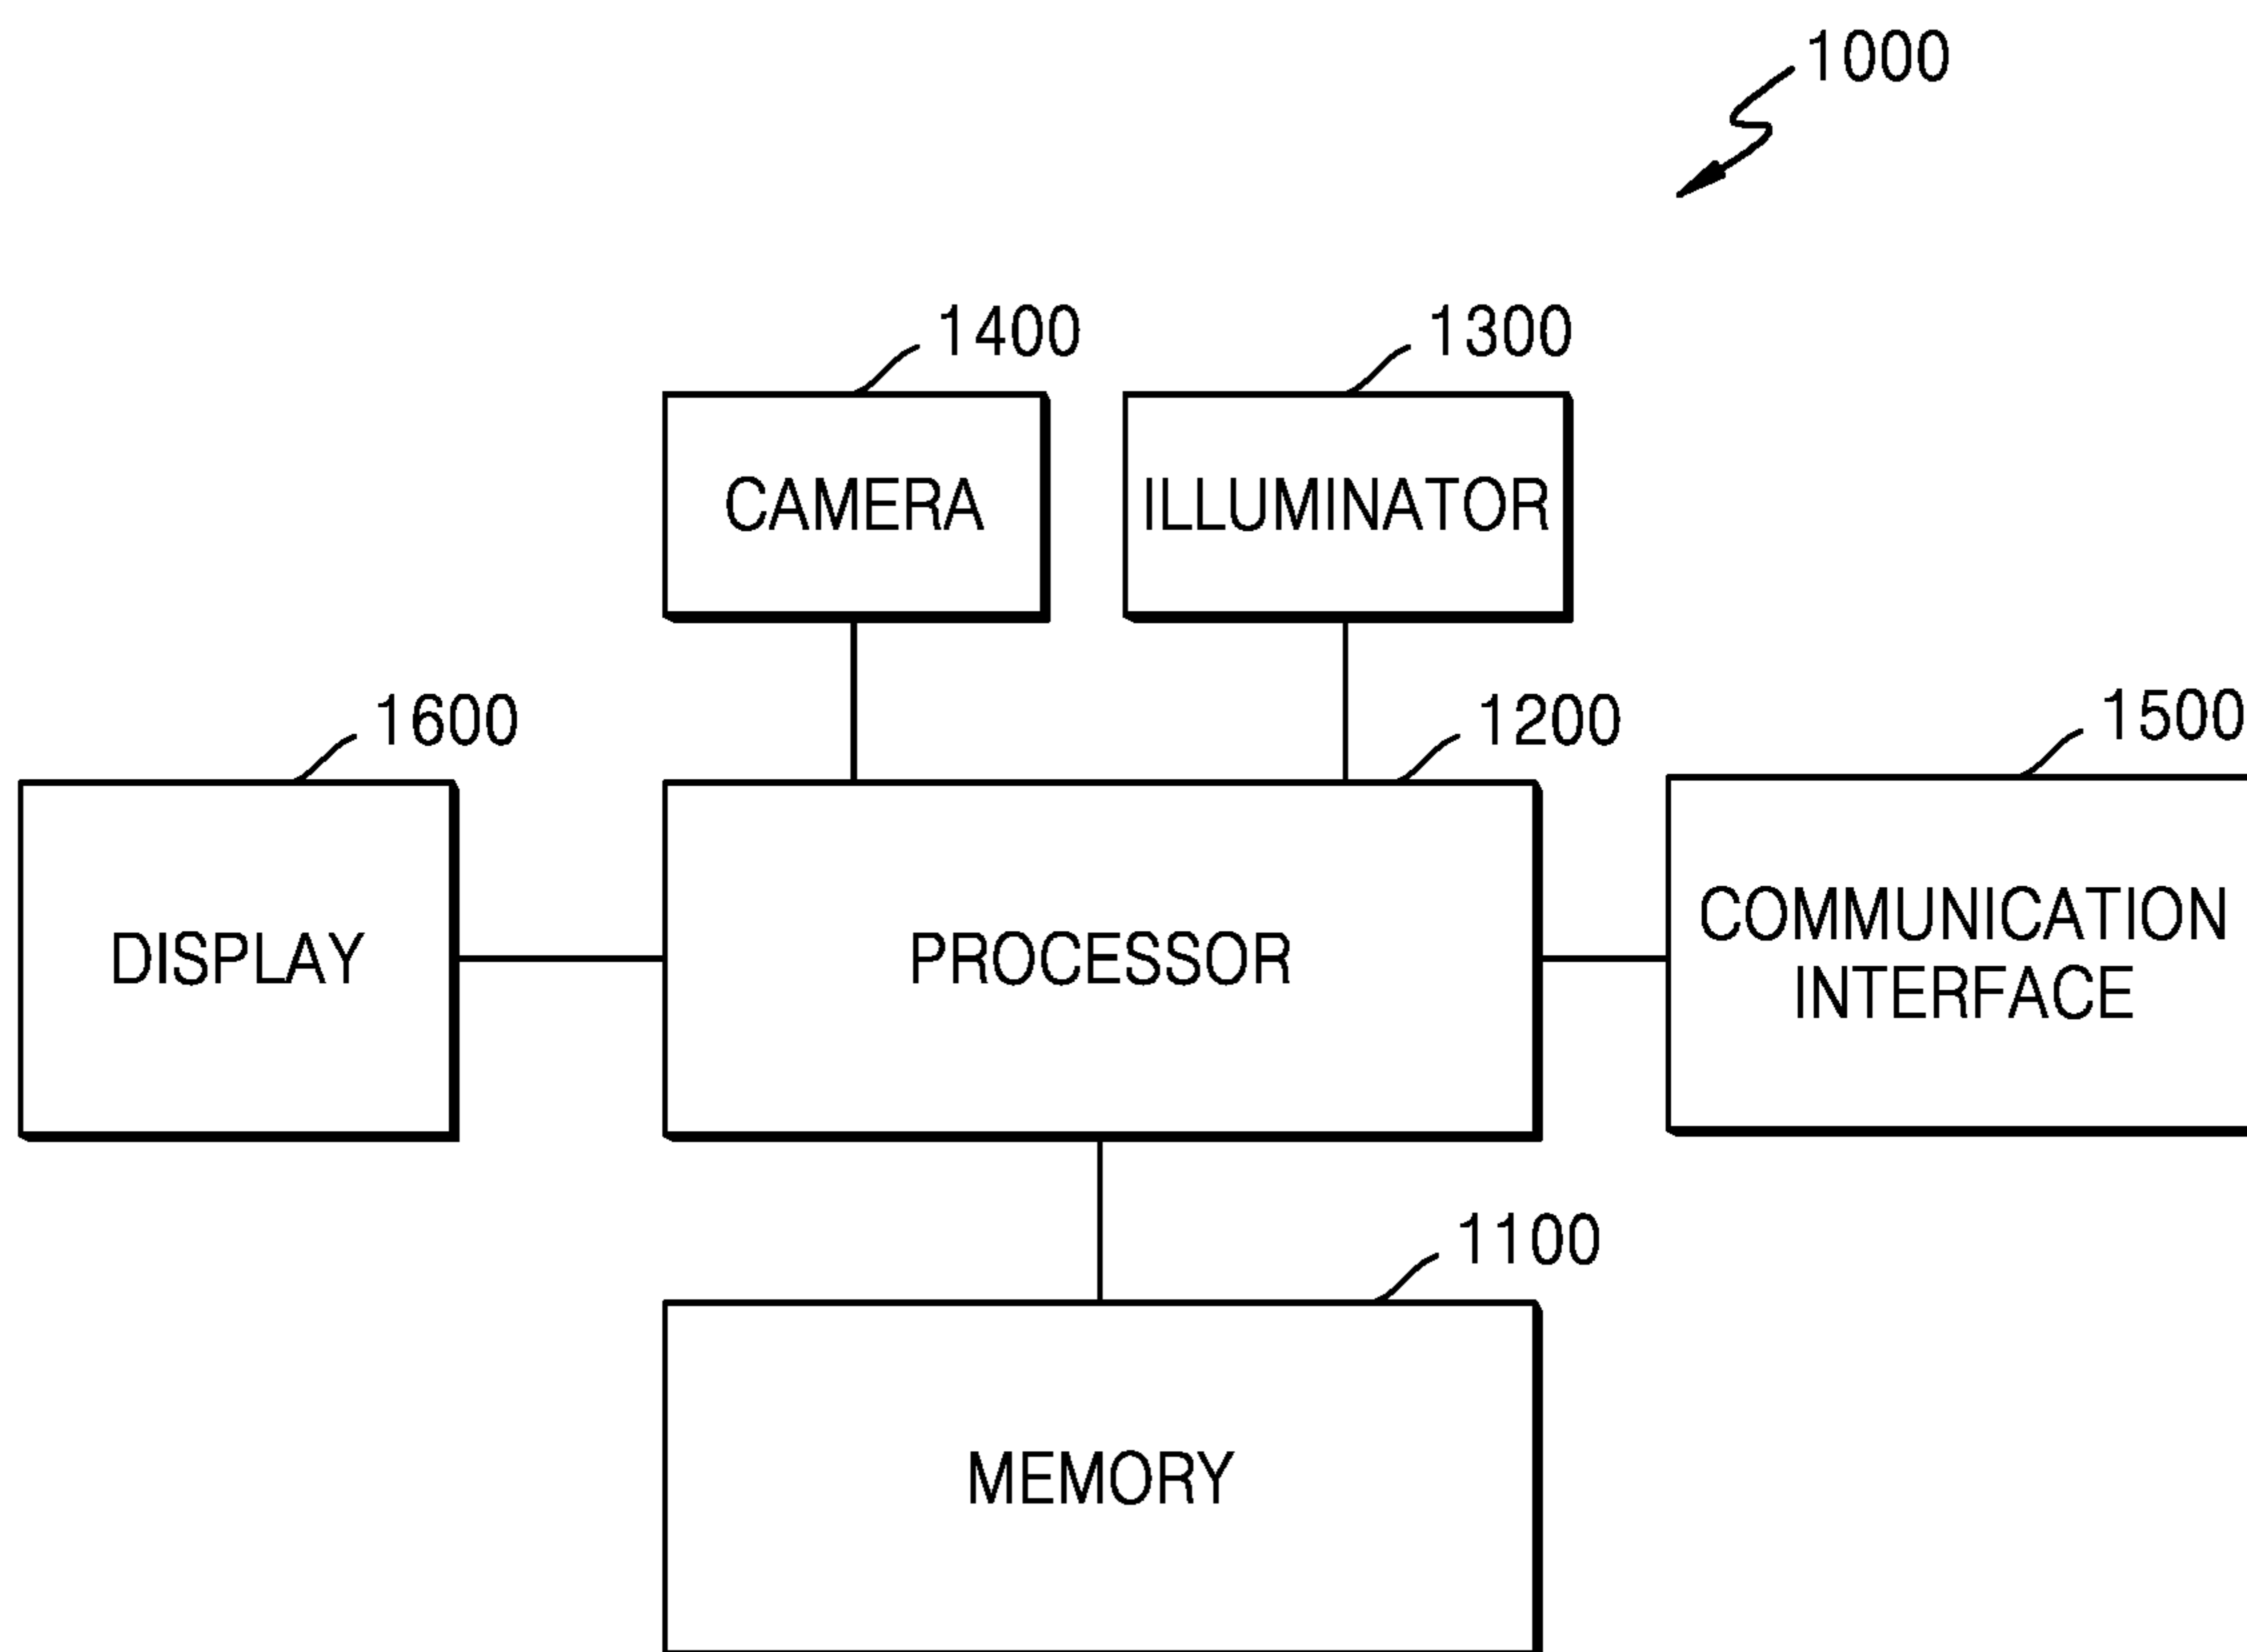 1000
1400
1300
CAMERA
ILLUMINATOR
1600
1200
1500
DISPLAY
PROCESSOR
COMMUNICATION
INTERFACE
1100
MEMORY